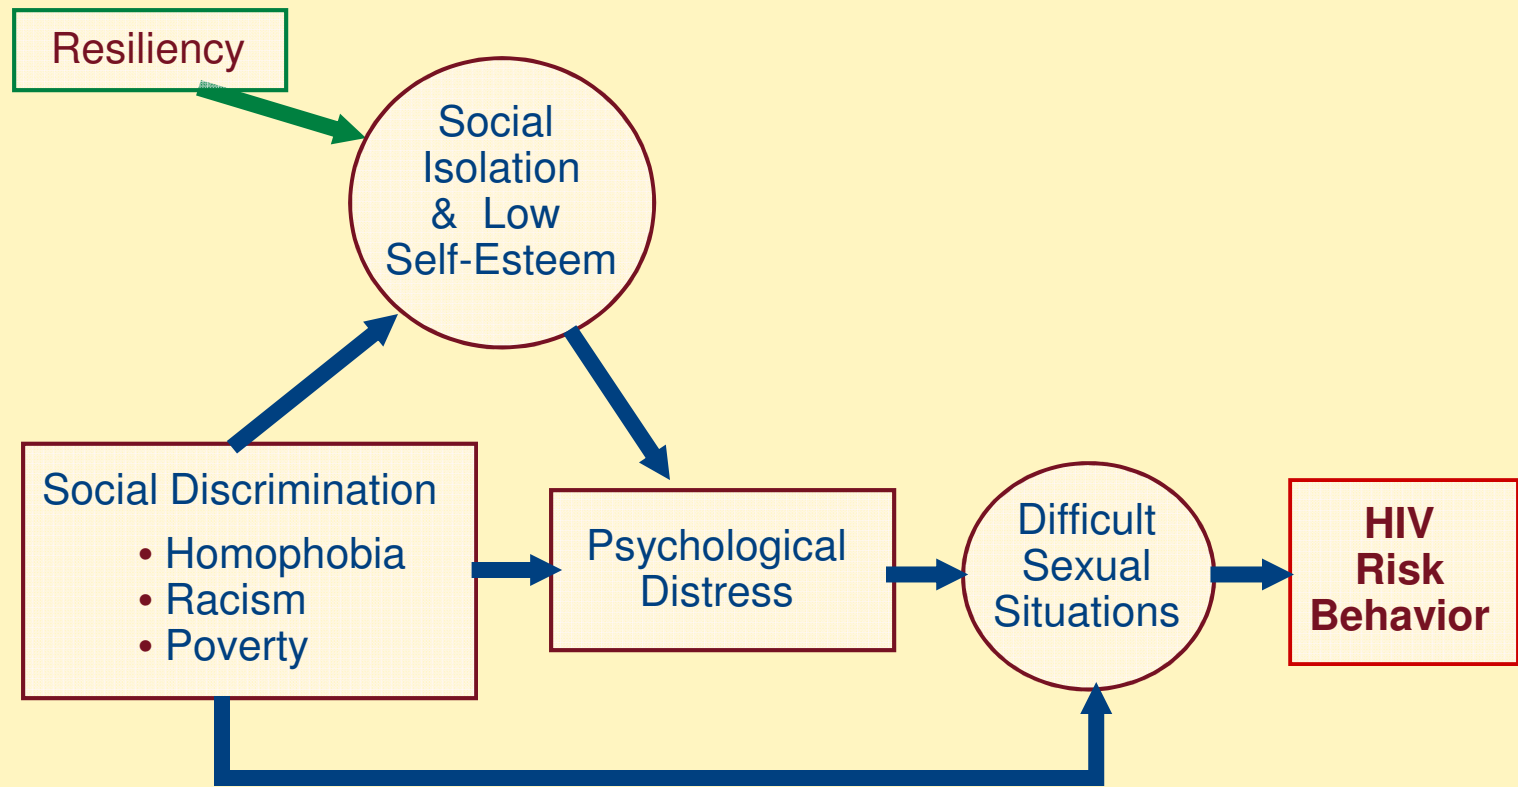 Resiliency
Social
Isolation
& Low
Self-Esteem
Social Discrimination
• Homophobia
• Racism
• Poverty
Psychological
Distress
Difficult
Sexual
Situations
HIV
Risk
Behavior